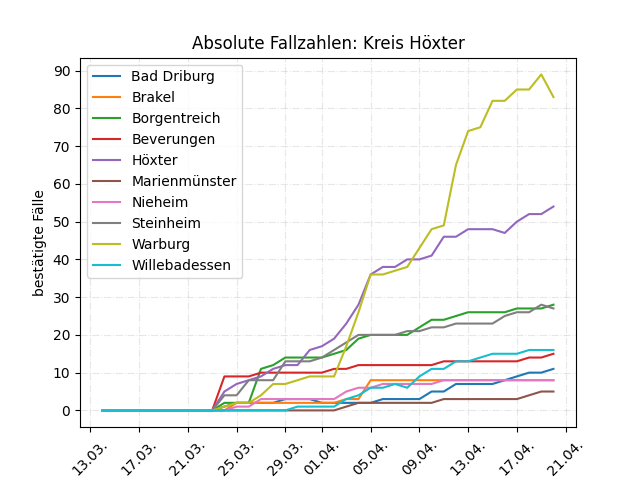 Absolute Fallzahlen: Kreis Höxter
bestätigte Fälle
90
80
70
60
50
40
30
20
10
0
Bad Driburg
Brakel
Borgentreich
Beverungen
Höxter
Marienmünster
Nieheim
Steinheim
Warburg
Willebadessen
13.03.
17.03.
21.03.
25.03.
29.03.
01.04.
05.04.
09.04.
13.04.
17.04.
21.04.